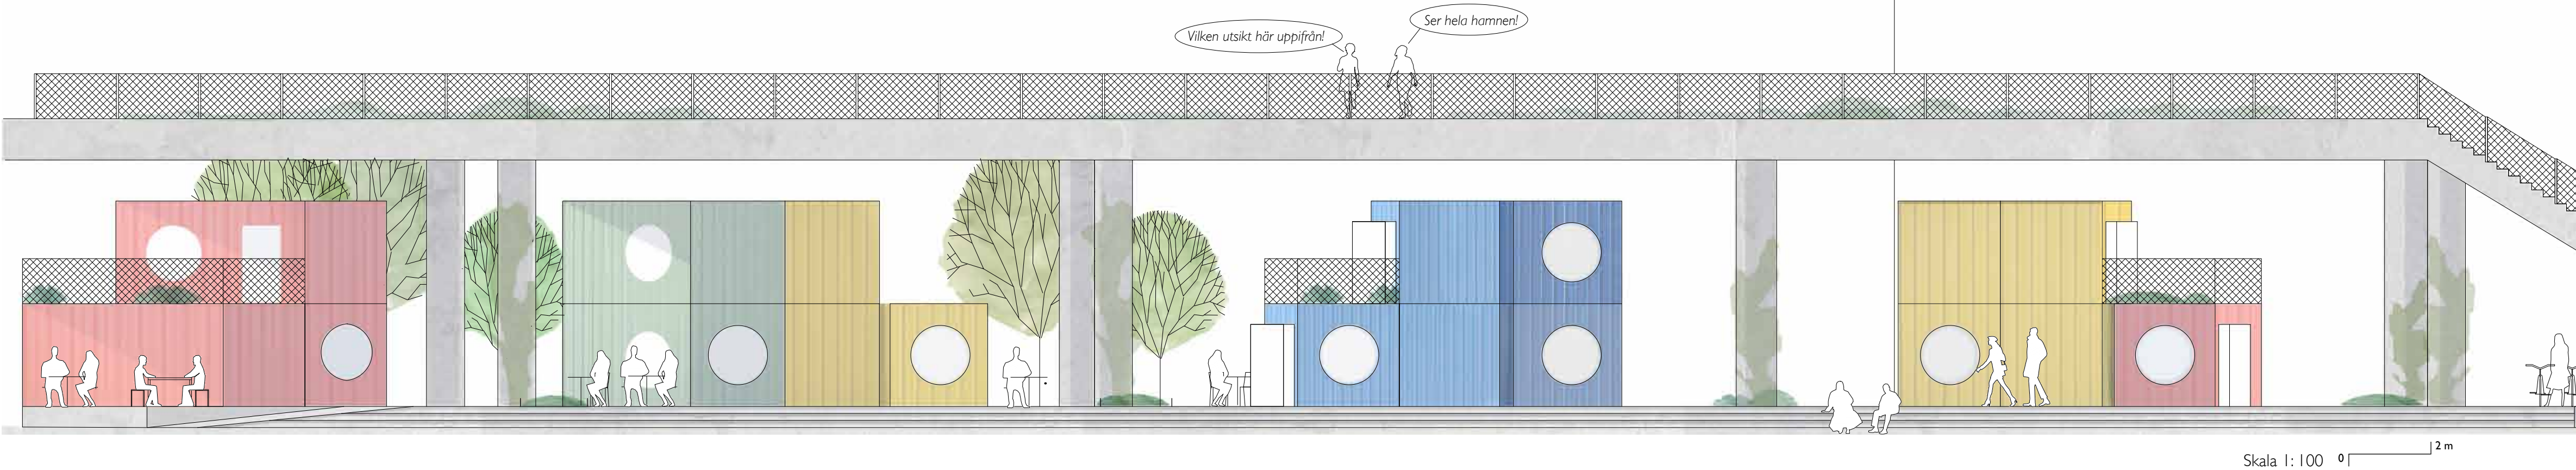 Vilken utsikt här uppifrån!
Ser hela hamnen!
Skala 1:100
0
2 m